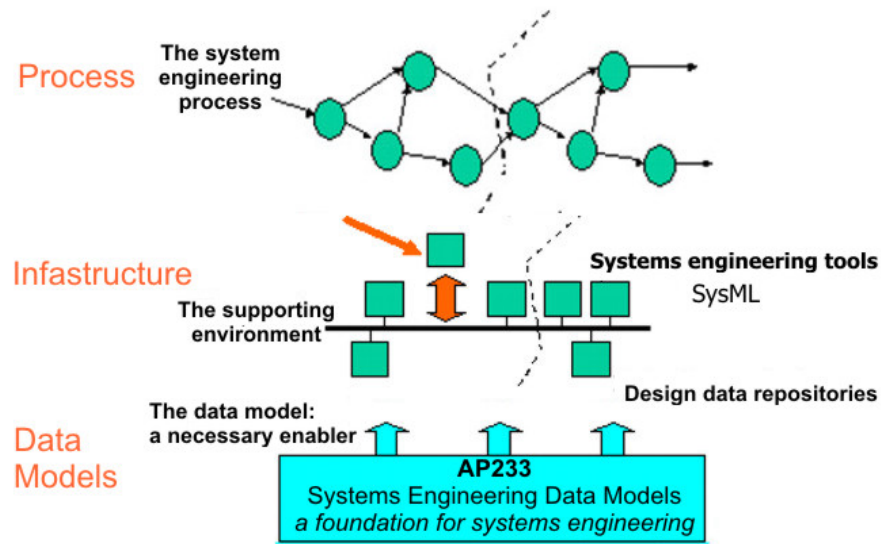 Process
The system
engineering
process
Infastructure
The supporting
environment
Systems engineering tools
SysML
Design data repositories
Data
Models
The data model:
a necessary enabler
AP233
Systems Engineering Data Models
a foundation for systems engineering